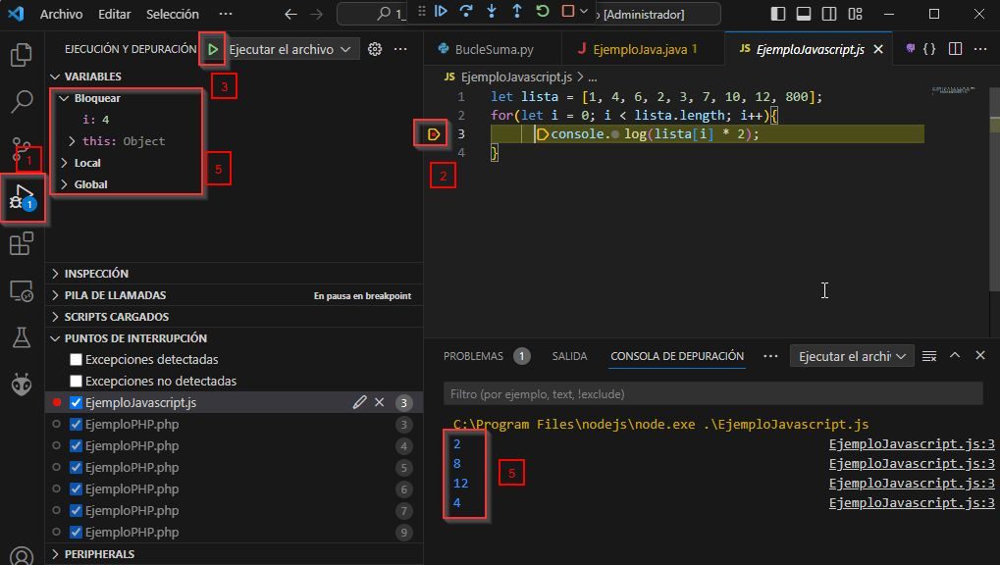 Archivo Editar Selección ··· 1_ [Administrador]
EJECUCIÓN Y DEPURACIÓN Ejecutar el archivo ···
3
VARIABLES
Bloquear
i: 4
this: Object
Local
Global
5
1
1
INSPECCIÓN
PILA DE LLAMADAS En pausa en breakpoint
SCRIPTS CARGADOS
PUNTOS DE INTERRUPCIÓN
Excepciones detectadas
Excepciones no detectadas
EjemploJavascript.js 3
EjemploPHP.php 3
EjemploPHP.php 4
EjemploPHP.php 5
EjemploPHP.php 6
EjemploPHP.php 7
EjemploPHP.php 9
PERIPHERALS
BucleSuma.py J EjemploJava.java 1 JS EjemploJavascript.js {} ···
JS EjemploJavascript.js > ...
1 let lista = [1, 4, 6, 2, 3, 7, 10, 12, 800];
2 for(let i = 0; i < lista.length; i++){
3 console.log(lista[i] * 2);
4 }
2
PROBLEMAS 1 SALIDA CONSOLA DE DEPURACIÓN ··· Ejecutar el archi
Filtro (por ejemplo, text, !exclude)
C:\Program Files\nodejs\node.exe .\EjemploJavascript.js
2 EjemploJavascript.js:3
8 EjemploJavascript.js:3
12 EjemploJavascript.js:3
4 EjemploJavascript.js:3
5